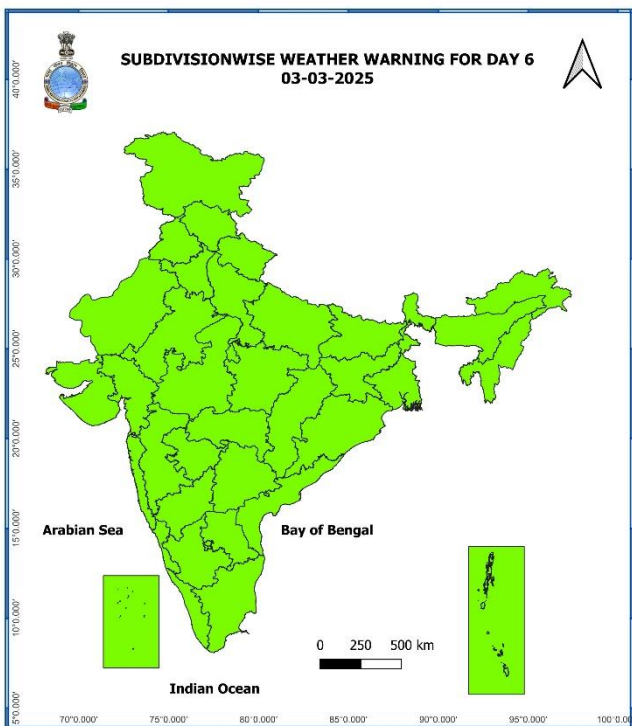 SUBDIVISIONWISE WEATHER WARNING FOR DAY 6
03-03-2025
40°0.000'
35°0.000'
30°0.000'
25°0.000'
20°0.000'
15°0.000'
10°0.000'
5°0.000'
Arabian Sea
Bay of Bengal
0 250 500 km
Indian Ocean
70°0.000' 75°0.000' 80°0.000' 85°0.000' 90°0.000' 95°0.000' 100°0.0